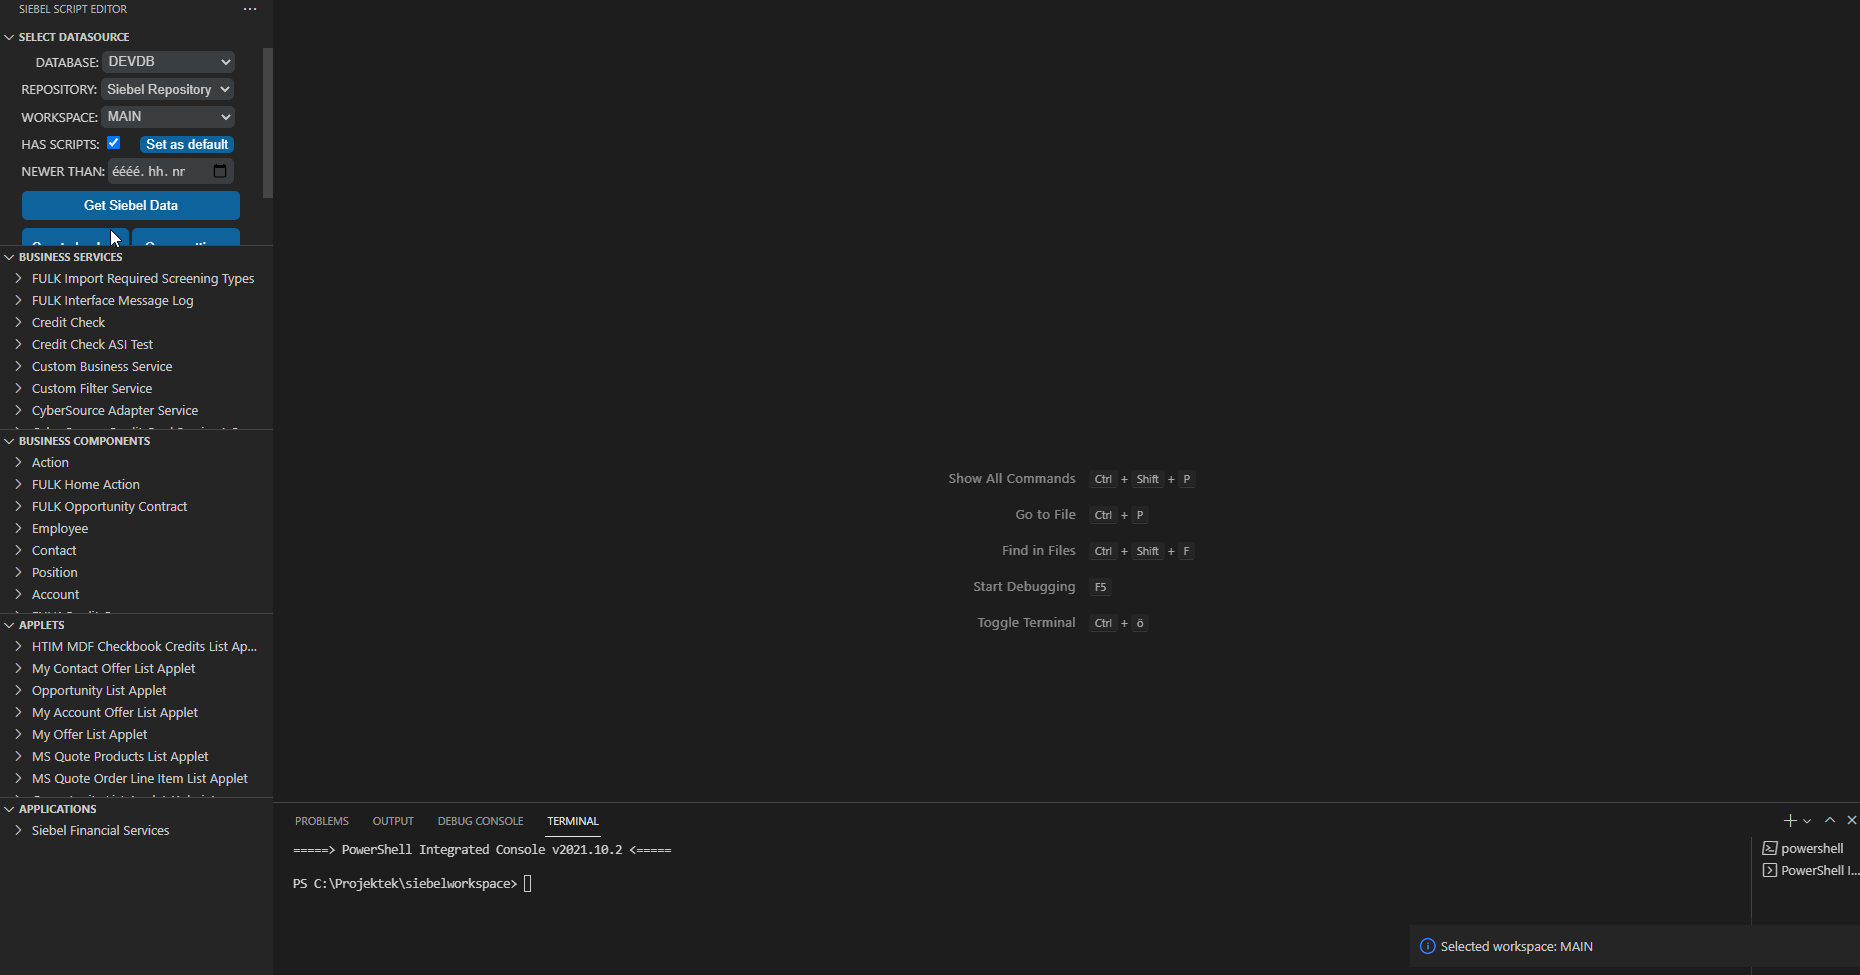 SIEBEL SCRIPT EDITOR
SELECT DATASOURCE
DATABASE: DEVDB
REPOSITORY: Siebel Repository
WORKSPACE: MAIN
HAS SCRIPTS: Set as default
NEWER THAN: éééé. hh. nr
Get Siebel Data
BUSINESS SERVICES
FULK Import Required Screening Types
FULK Interface Message Log
Credit Check
Credit Check ASI Test
Custom Business Service
Custom Filter Service
CyberSource Adapter Service
BUSINESS COMPONENTS
Action
FULK Home Action
FULK Opportunity Contract
Employee
Contact
Position
Account
APPLETS
HTIM MDF Checkbook Credits List Ap...
My Contact Offer List Applet
Opportunity List Applet
My Account Offer List Applet
My Offer List Applet
MS Quote Products List Applet
MS Quote Order Line Item List Applet
APPLICATIONS
Siebel Financial Services
Show All Commands Ctrl + Shift + P
Go to File Ctrl + P
Find in Files Ctrl + Shift + F
Start Debugging F5
Toggle Terminal Ctrl + ö
PROBLEMS OUTPUT DEBUG CONSOLE TERMINAL
=====> PowerShell Integrated Console v2021.10.2 <=====
PS C:\Projektek\siebelworkspace>
powershell
PowerShell I...
Selected workspace: MAIN